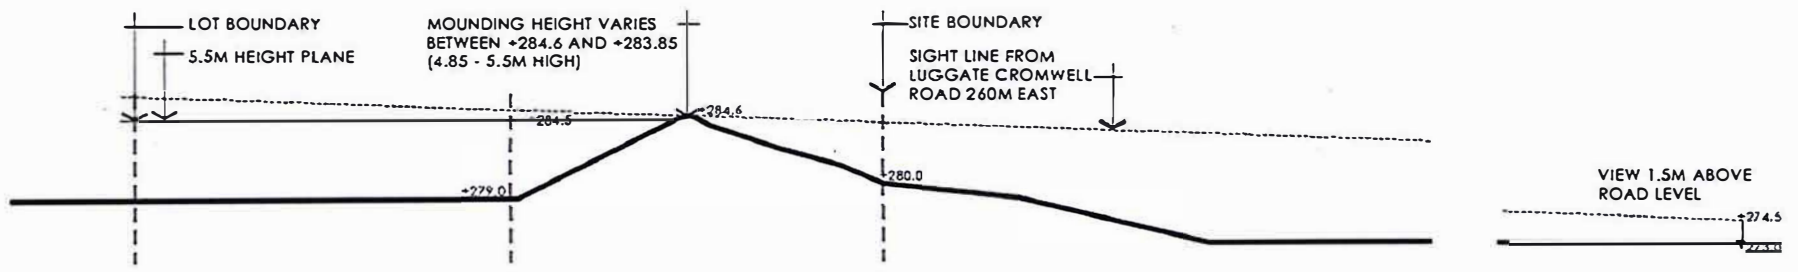 LOT BOUNDARY
5.5M HEIGHT PLANE
MOUNDING HEIGHT VARIES
BETWEEN +284.6 AND +283.85
(4.85 - 5.5M HIGH)
SITE BOUNDARY
SIGHT LINE FROM
LUGGATE CROMWELL
ROAD 260M EAST
284.5
+284.6
+279.0
+280.0
VIEW 1.5M ABOVE
ROAD LEVEL
+274.5
273.0